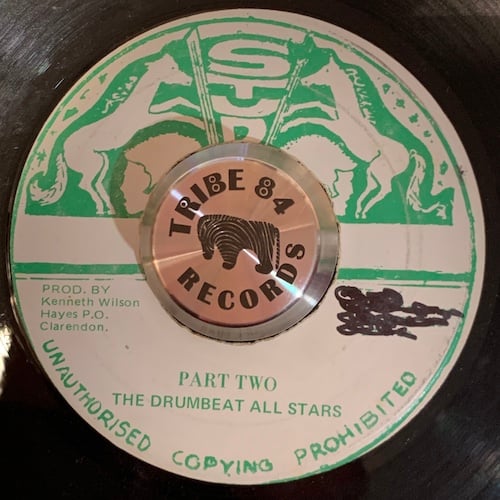 TRIBE 84
RECORDS
PROD. BY
Kenneth Wilson
Hayes P.O.
Clarendon.
PART TWO
THE DRUMBEAT ALL STARS
UNAUTHORISED COPYING PROHIBITED